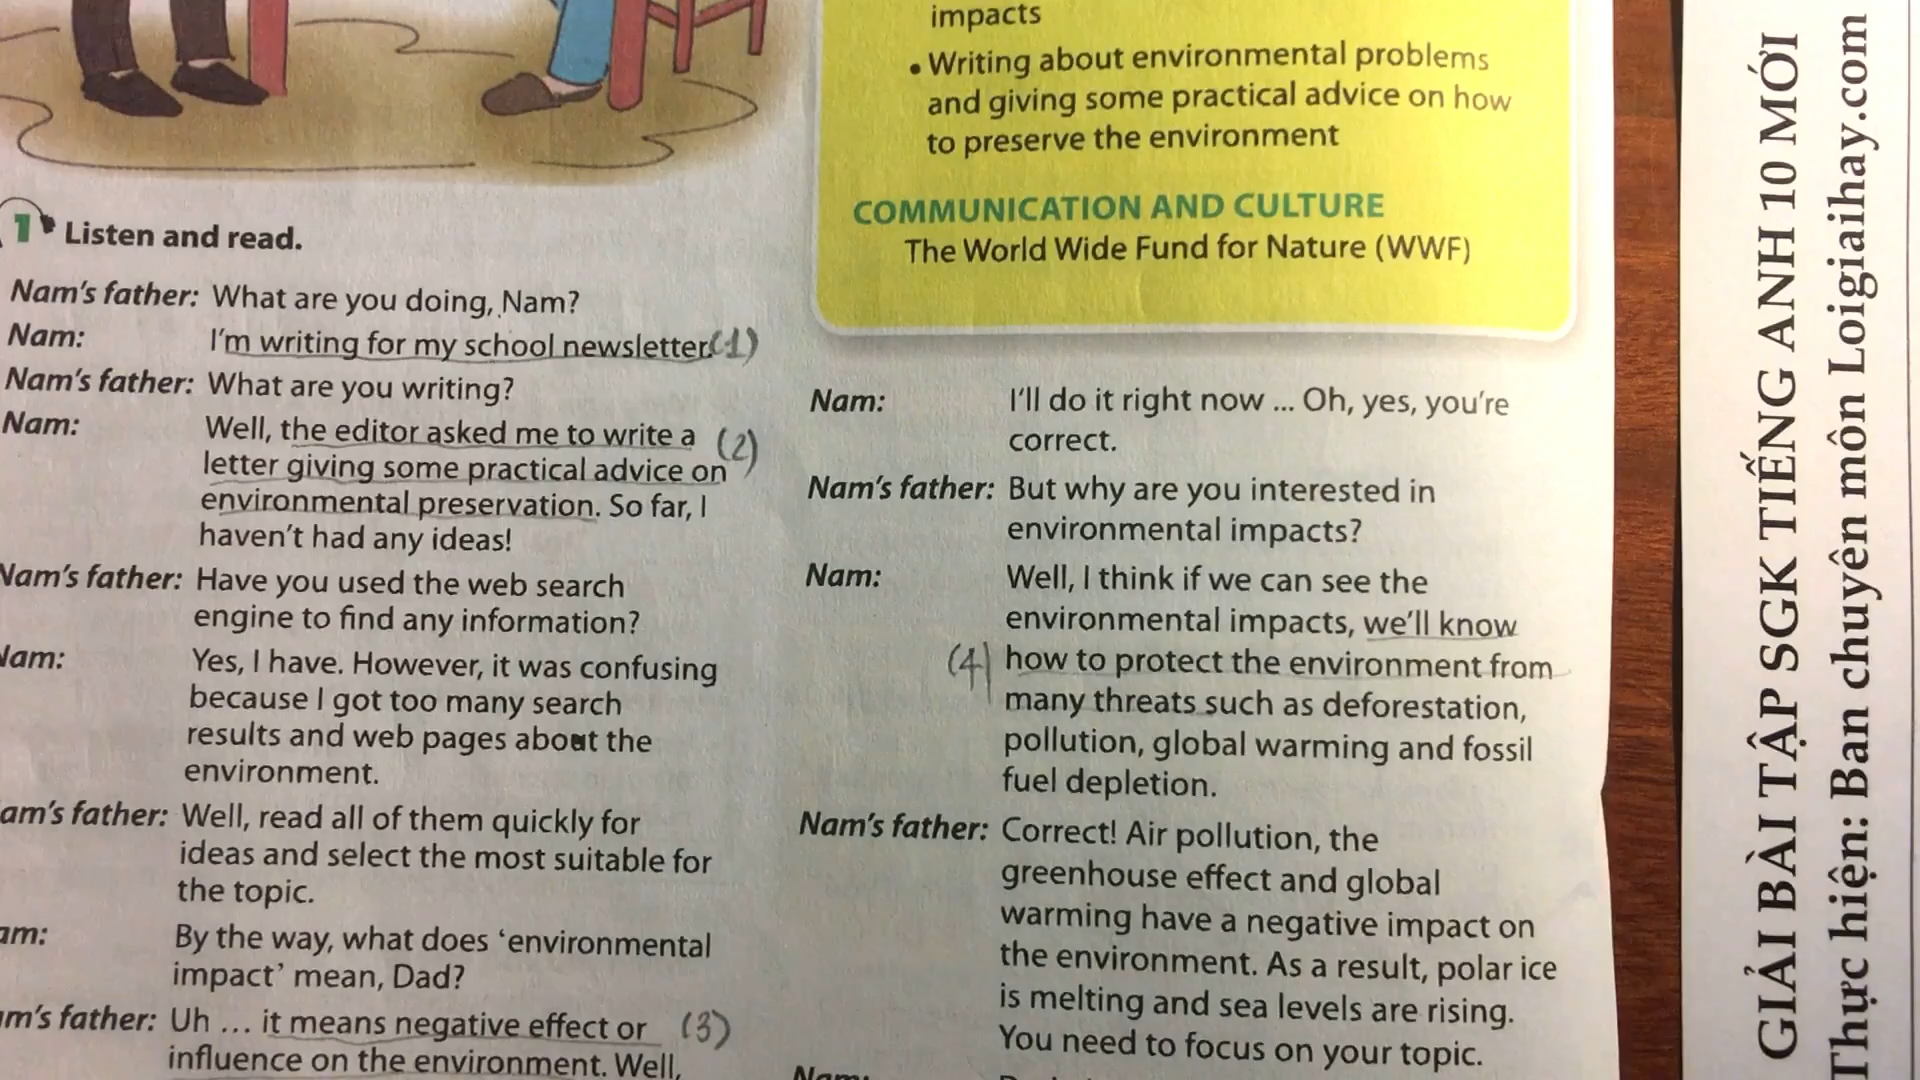 impacts
• Writing about environmental problems
and giving some practical advice on how
to preserve the environment
COMMUNICATION AND CULTURE
The World Wide Fund for Nature (WWF)
1 Listen and read.
Nam's father: What are you doing, Nam?
Nam: I'm writing for my school newsletter. (1)
Nam's father: What are you writing?
Nam: Well, the editor asked me to write a (2)
letter giving some practical advice on
environmental preservation. So far, I
haven't had any ideas!
Nam's father: Have you used the web search
engine to find any information?
Nam: Yes, I have. However, it was confusing
because I got too many search
results and web pages about the
environment.
am's father: Well, read all of them quickly for
ideas and select the most suitable for
the topic.
am: By the way, what does ‘environmental
impact’ mean, Dad?
m's father: Uh ... it means negative effect or (3)
influence on the environment. Well,
Nam: I'll do it right now ... Oh, yes, you're
correct.
Nam's father: But why are you interested in
environmental impacts?
Nam: Well, I think if we can see the
environmental impacts, we'll know
(4) how to protect the environment from
many threats such as deforestation,
pollution, global warming and fossil
fuel depletion.
Nam's father: Correct! Air pollution, the
greenhouse effect and global
warming have a negative impact on
the environment. As a result, polar ice
is melting and sea levels are rising.
You need to focus on your topic.
Nam:
GIẢI BÀI TẬP SGK TIẾNG ANH 10 MỚI
Thực hiện: Ban chuyên môn Loigiaihay.com